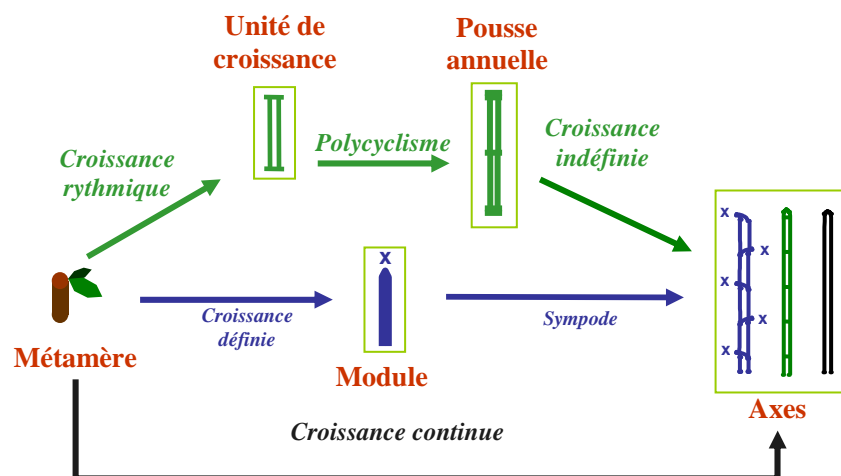 Unité de
croissance
Pousse
annuelle
Croissance
rythmique
Polycyclisme
Croissance
indéfinie
x
x
x
x
x
x
Croissance
définie
Sympode
Métamère
Module
Axes
Croissance continue